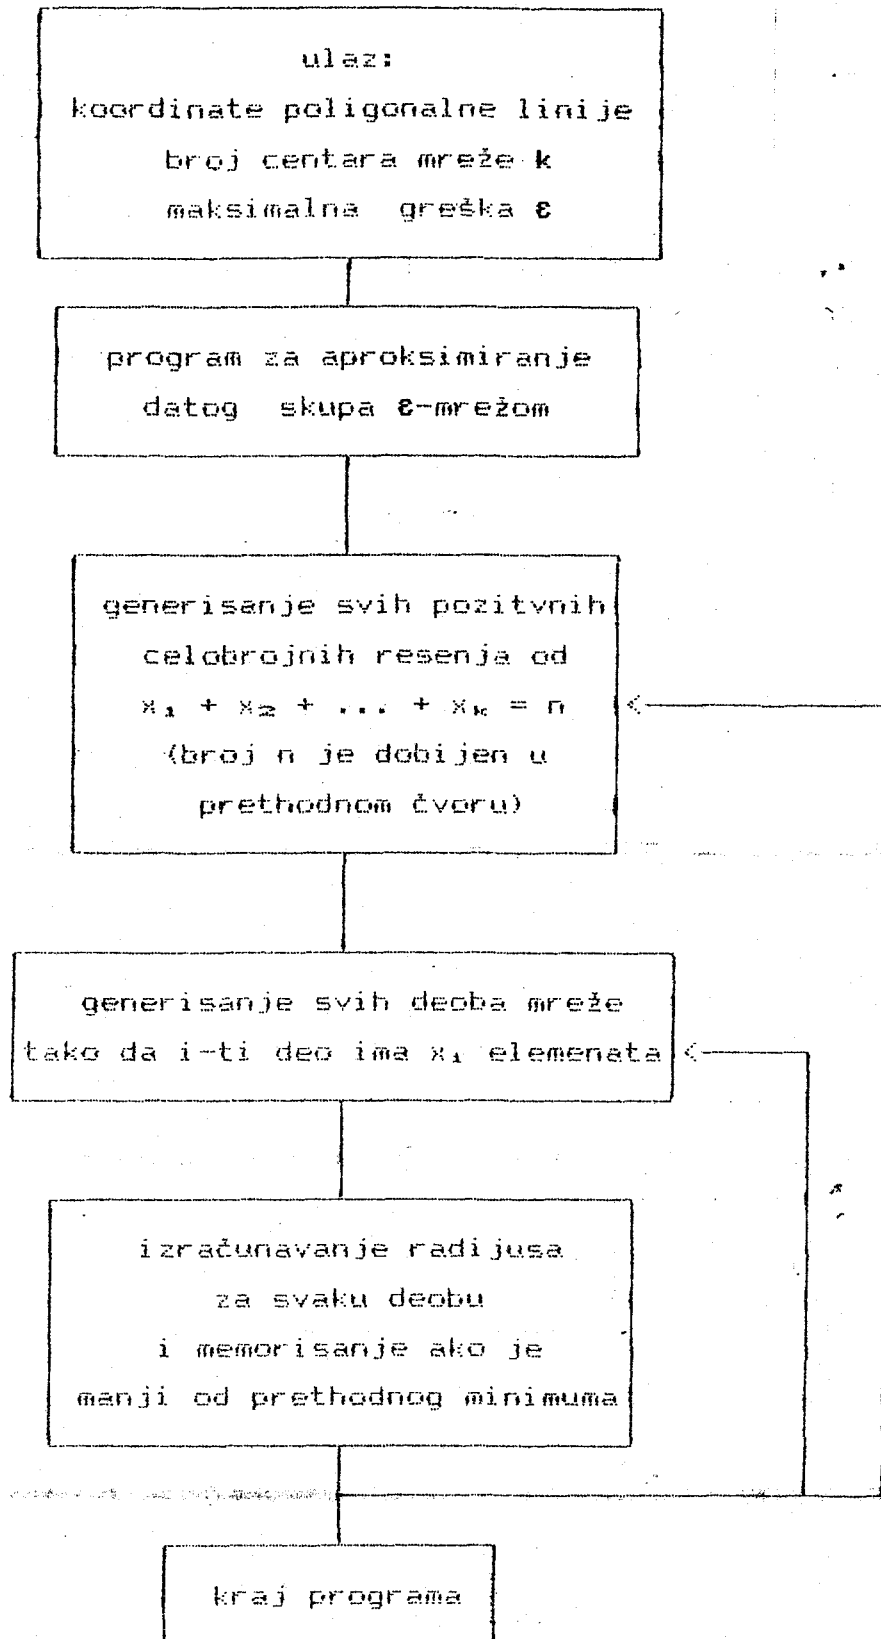 ulaz:
koordinate poligonalne linije
broj centara mreže k
maksimalna greška ε
program za aproksimiranje
datog skupa ε-mrežom
generisanje svih pozitvnih
celobrojnih resenja od
x₁ + x₂ + ... + xₖ = n
(broj n je dobijen u
prethodnom čvoru)
generisanje svih deoba mreže
tako da i-ti deo ima xᵢ elemenata
izračunavanje radijusa
za svaku deobu
i memorisanje ako je
manji od prethodnog minimuma
kraj programa